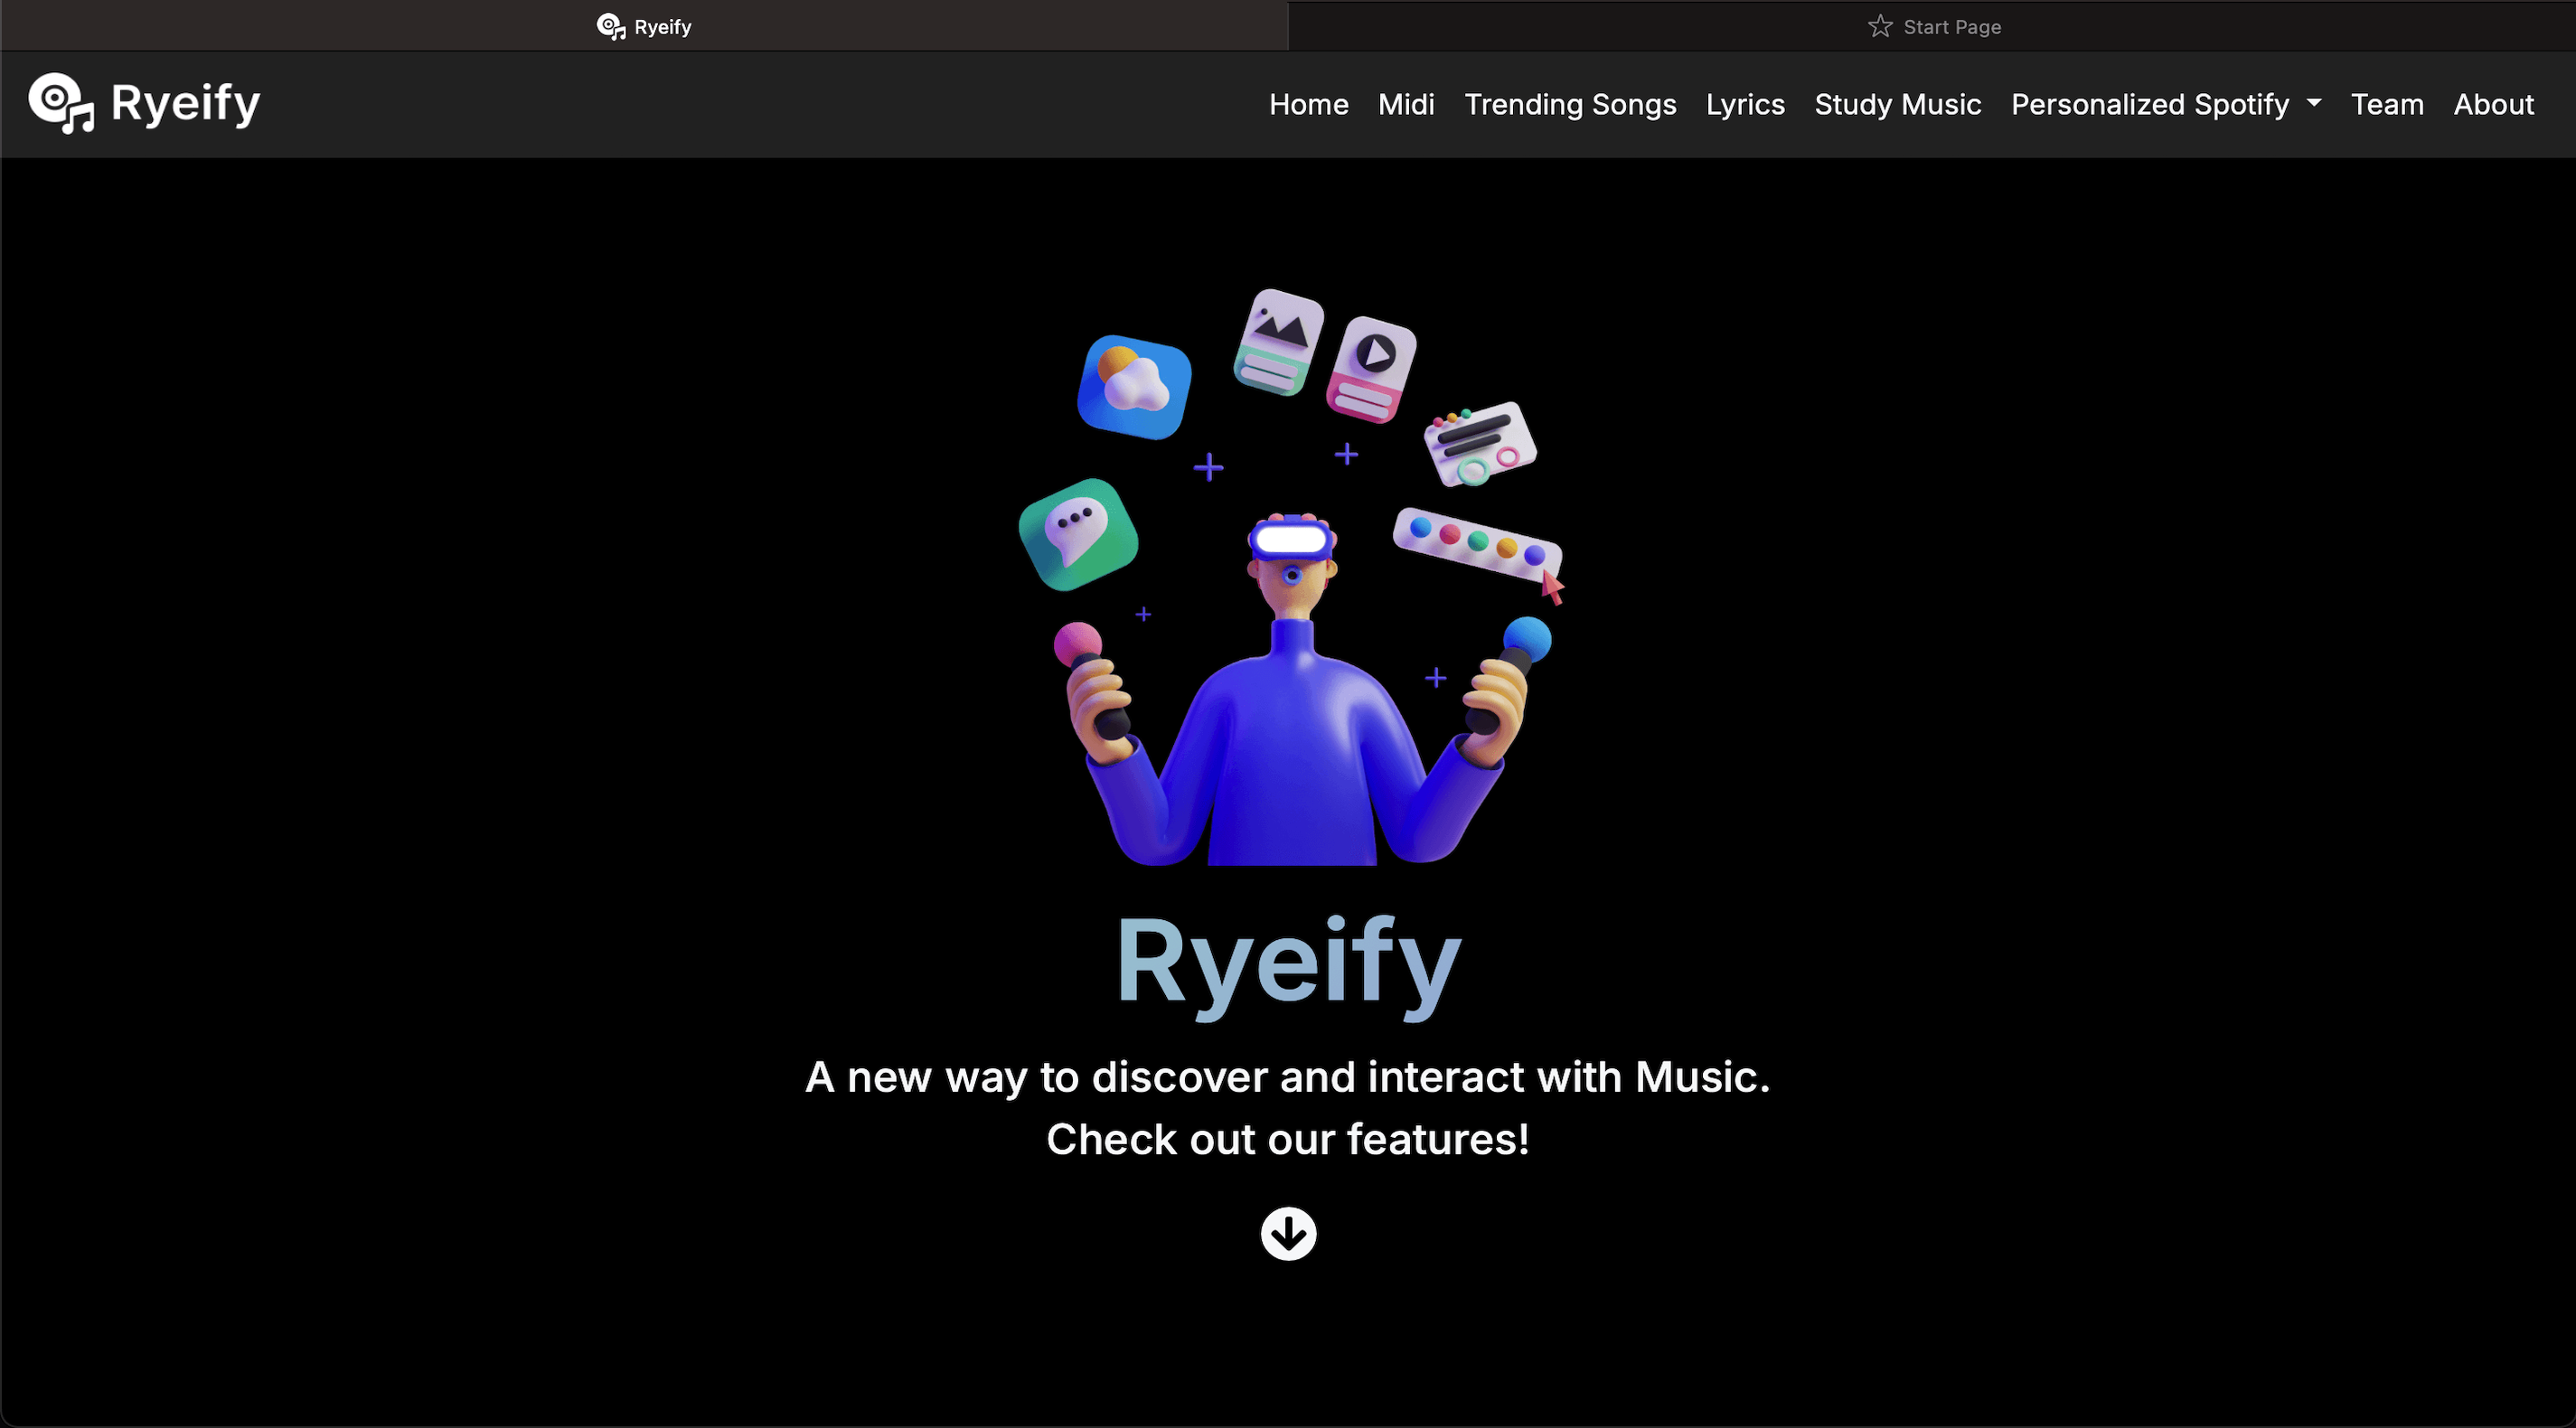 Ryeify
Start Page
Ryeify
Home Midi Trending Songs Lyrics Study Music Personalized Spotify Team About
Ryeify
A new way to discover and interact with Music.
Check out our features!